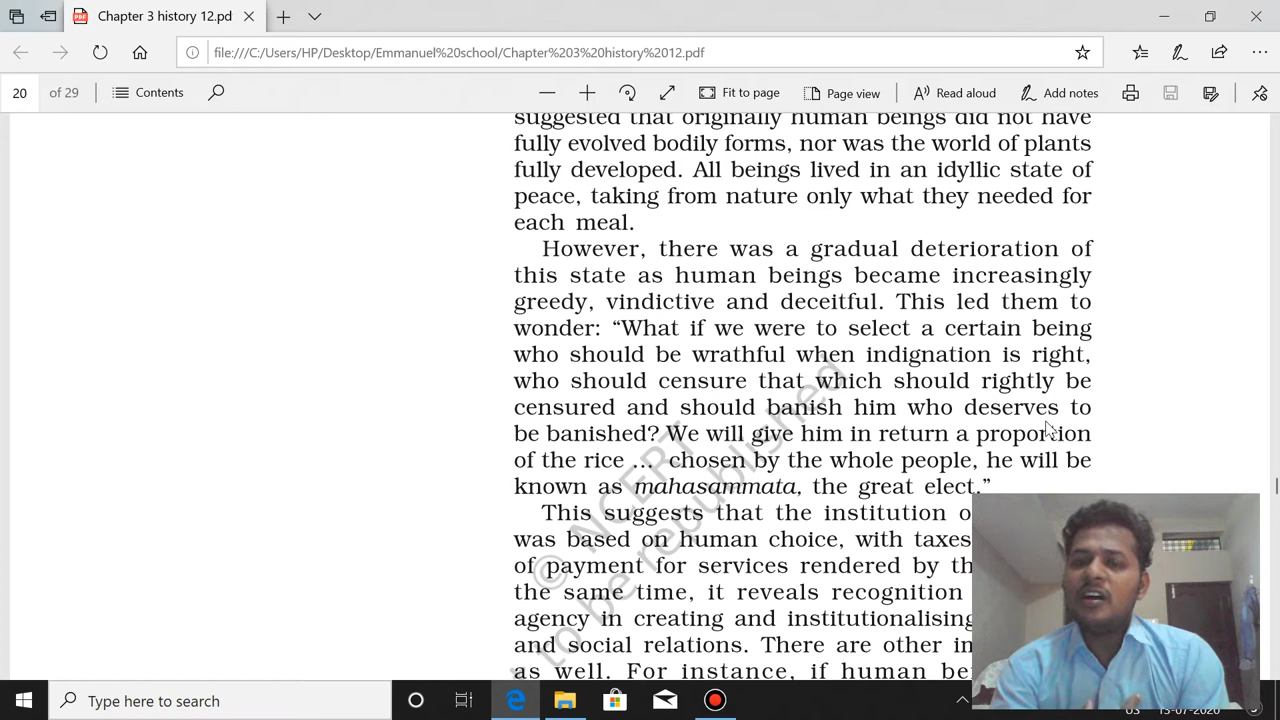 Chapter 3 history 12.pdf
file:///C:/Users/HP/Desktop/Emmanuel%20school/Chapter%203%20history%2012.pdf
20 of 29 Contents Fit to page Page view Read aloud Add notes
suggested that originally human beings did not have
fully evolved bodily forms, nor was the world of plants
fully developed. All beings lived in an idyllic state of
peace, taking from nature only what they needed for
each meal.
However, there was a gradual deterioration of
this state as human beings became increasingly
greedy, vindictive and deceitful. This led them to
wonder: “What if we were to select a certain being
who should be wrathful when indignation is right,
who should censure that which should rightly be
censured and should banish him who deserves to
be banished? We will give him in return a proportion
of the rice ... chosen by the whole people, he will be
known as mahasammata, the great elect.”
This suggests that the institution o
was based on human choice, with taxes
of payment for services rendered by th
the same time, it reveals recognition
agency in creating and institutionalising
and social relations. There are other in
as well. For instance, if human be
© NCERT
to be republished
Type here to search
13-07-2020